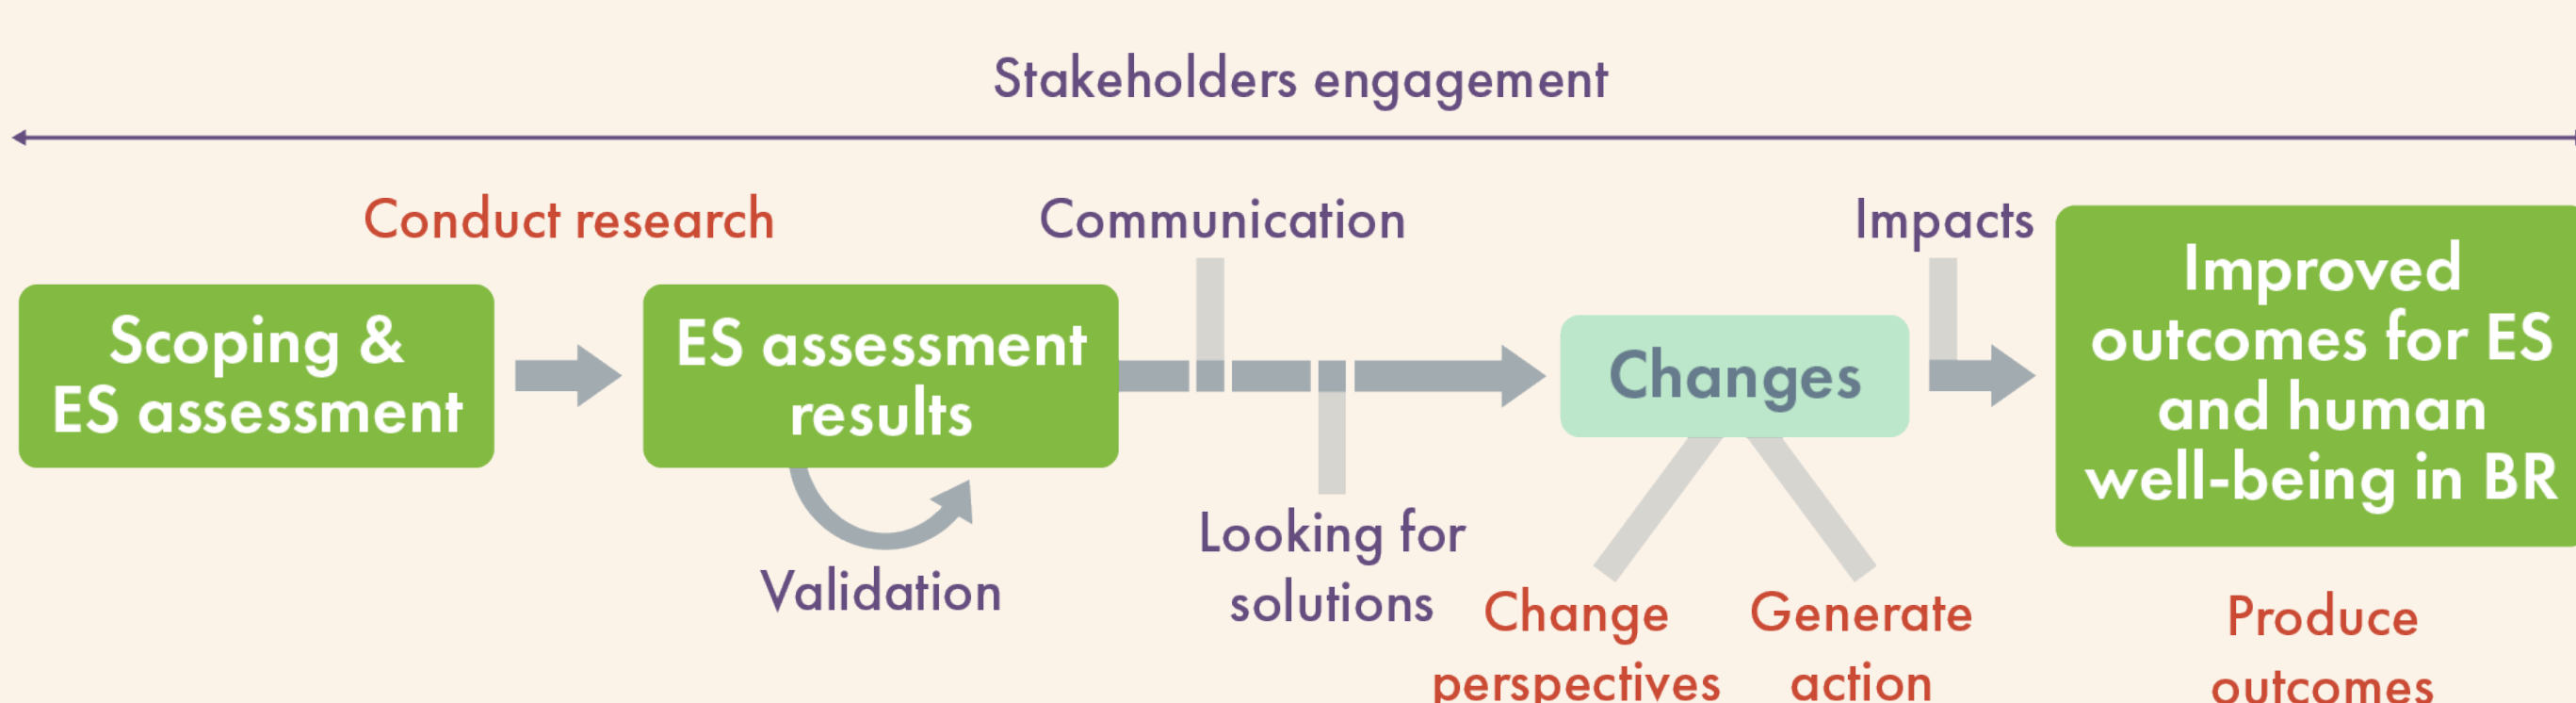 Stakeholders engagement
Conduct research
Communication
Impacts
Scoping &
ES assessment
ES assessment
results
Changes
Improved
outcomes for ES
and human
well-being in BR
Validation
Looking for
solutions
Change
perspectives
Generate
action
Produce
outcomes